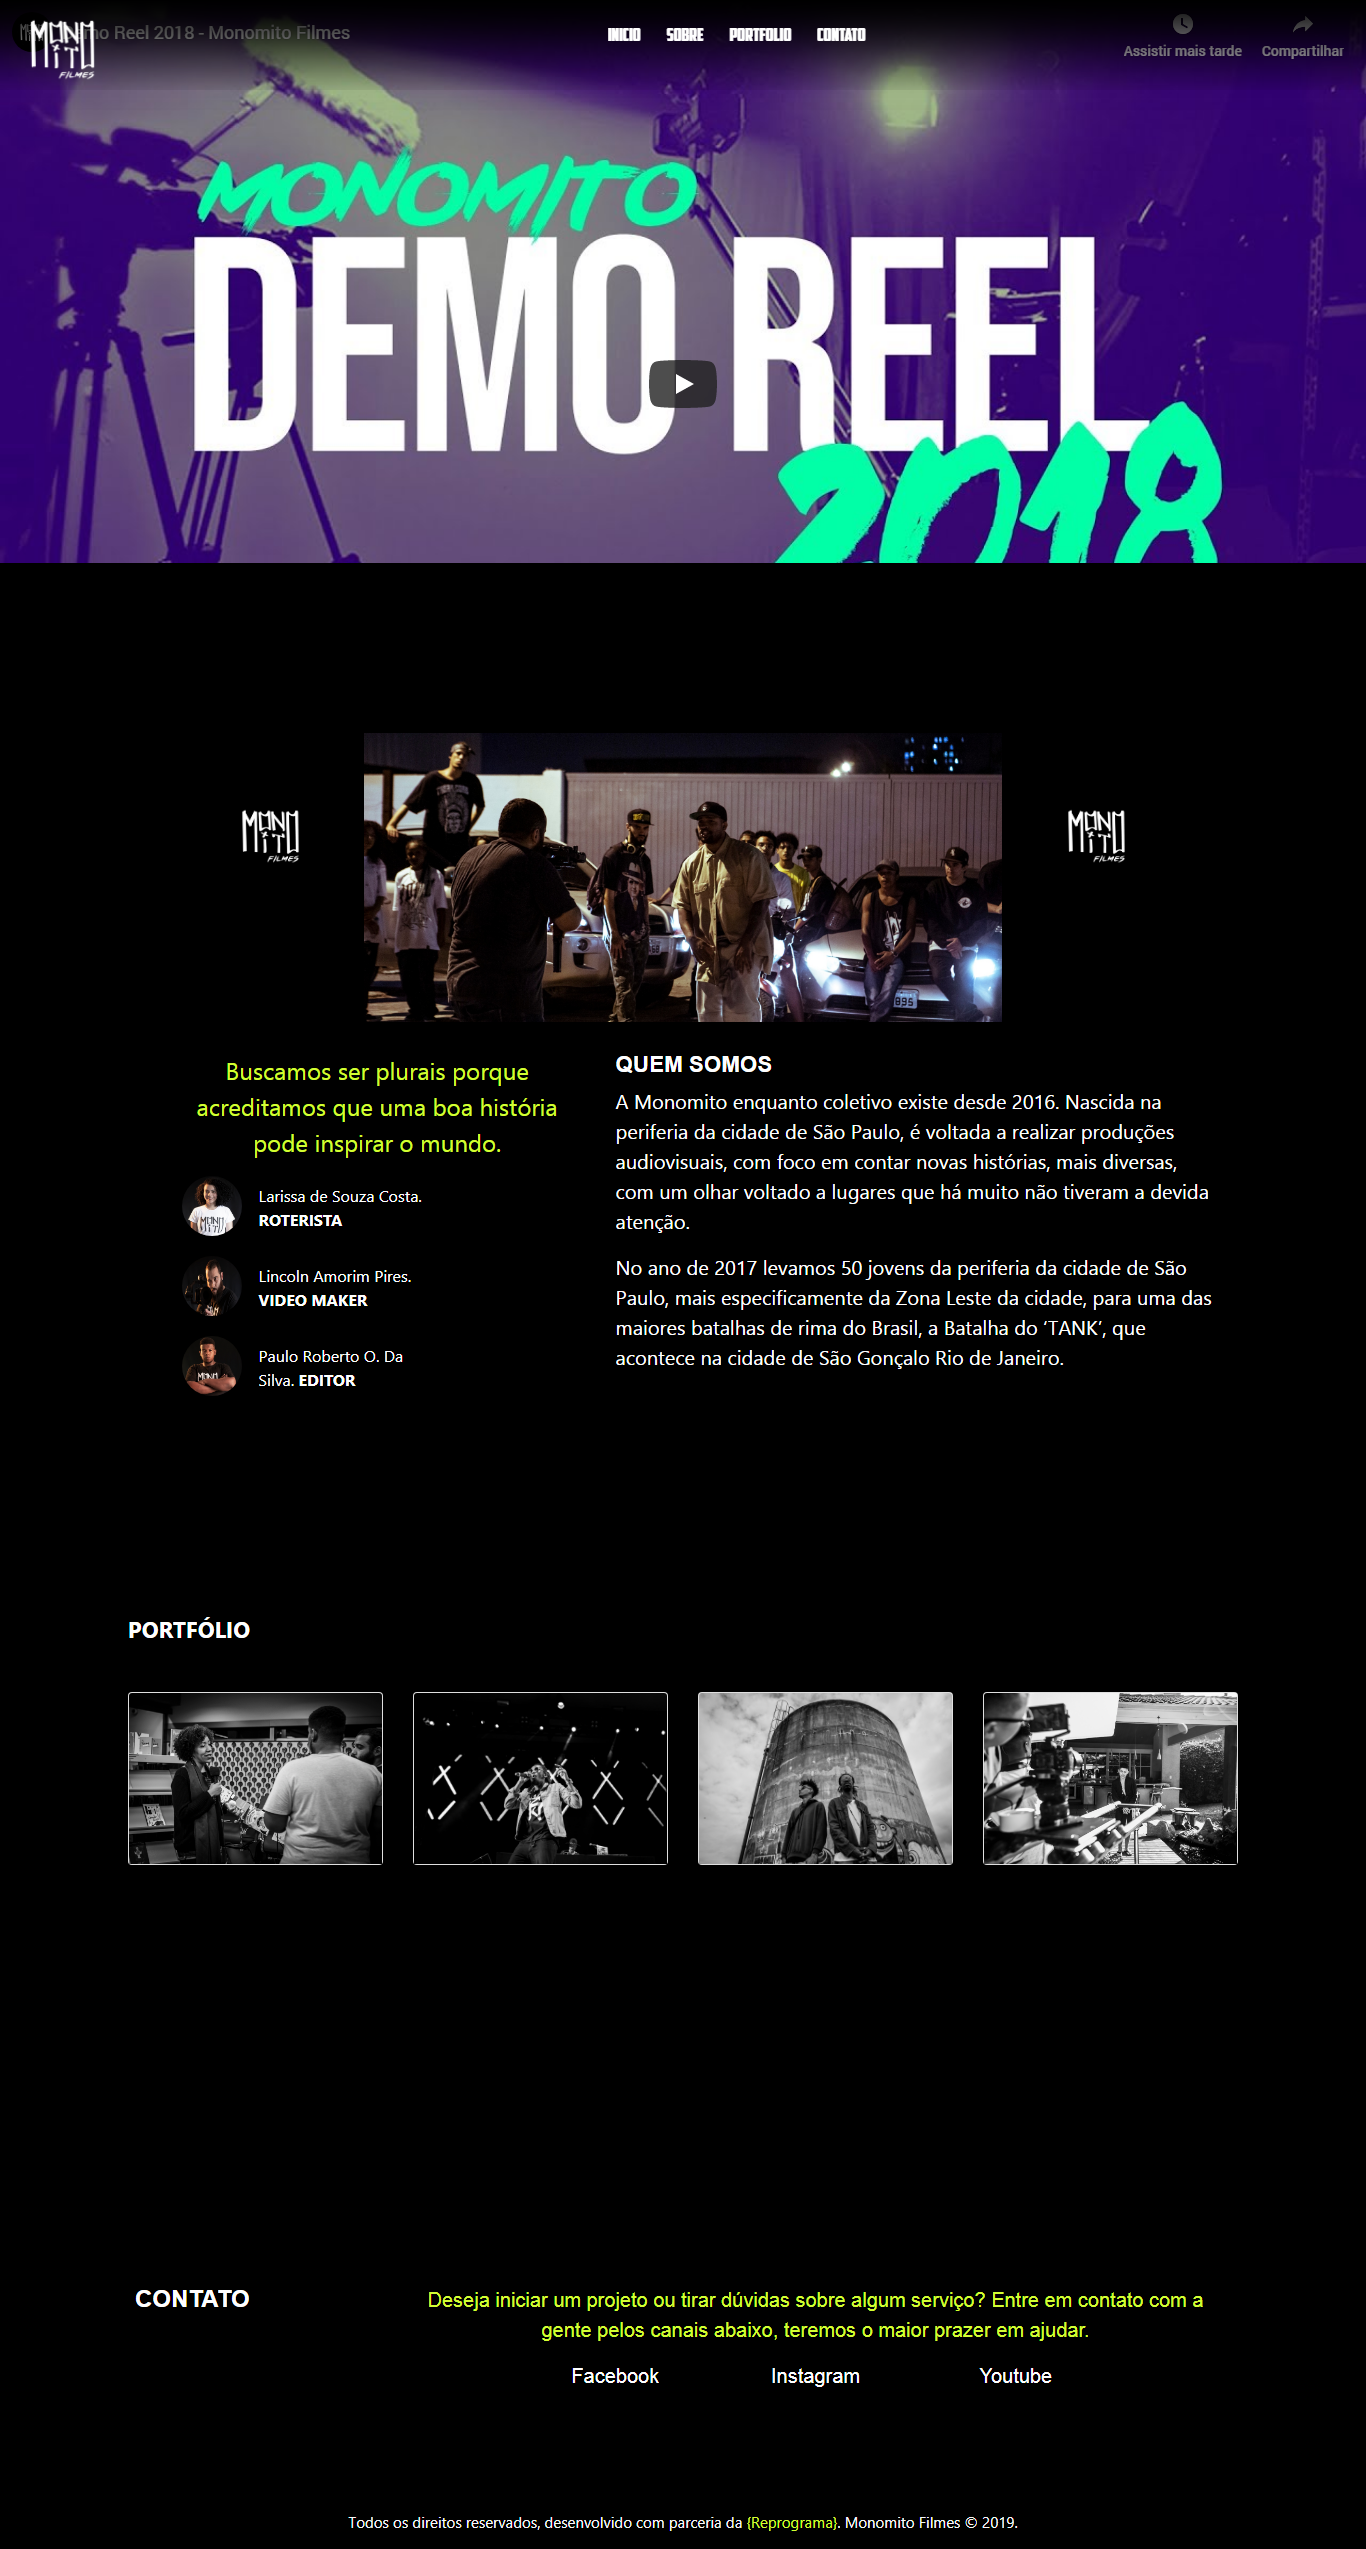 MONOMITO
FILMES
mo Reel 2018 - Monomito Filmes
INICIO SOBRE PORTFOLIO CONTATO
Assistir mais tarde Compartilhar
MONOMITO
DEMO REEL
2018
MONOMITO
FILMES
MONOMITO
FILMES
895
Buscamos ser plurais porque
acreditamos que uma boa história
pode inspirar o mundo.
Larissa de Souza Costa.
ROTERISTA
Lincoln Amorim Pires.
VIDEO MAKER
Paulo Roberto O. Da
Silva. EDITOR
QUEM SOMOS
A Monomito enquanto coletivo existe desde 2016. Nascida na
periferia da cidade de São Paulo, é voltada a realizar produções
audiovisuais, com foco em contar novas histórias, mais diversas,
com um olhar voltado a lugares que há muito não tiveram a devida
atenção.
No ano de 2017 levamos 50 jovens da periferia da cidade de São
Paulo, mais especificamente da Zona Leste da cidade, para uma das
maiores batalhas de rima do Brasil, a Batalha do ‘TANK’, que
acontece na cidade de São Gonçalo Rio de Janeiro.
PORTFÓLIO
CONTATO
Deseja iniciar um projeto ou tirar dúvidas sobre algum serviço? Entre em contato com a
gente pelos canais abaixo, teremos o maior prazer em ajudar.
Facebook Instagram Youtube
Todos os direitos reservados, desenvolvido com parceria da {Reprograma}. Monomito Filmes © 2019.